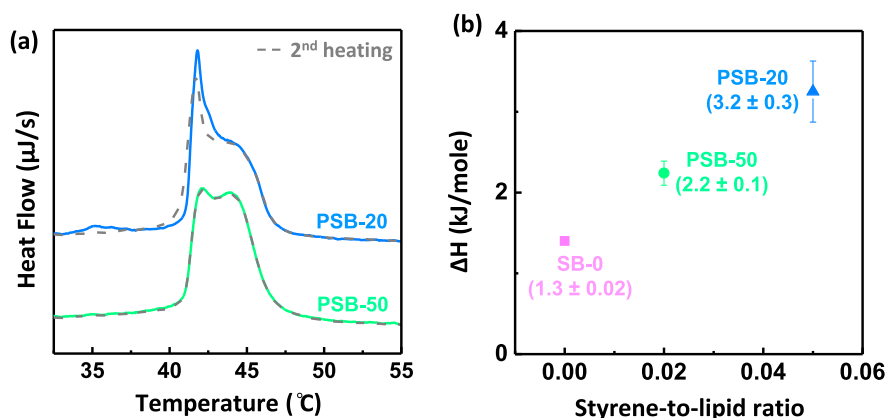 (a)
2nd heating
PSB-20
PSB-50
Heat Flow (μJ/s)
35 40 45 50 55
Temperature (℃)
(b)
4
2
0
PSB-20
(3.2 ± 0.3)
PSB-50
(2.2 ± 0.1)
SB-0
(1.3 ± 0.02)
ΔH (kJ/mole)
0.00 0.02 0.04 0.06
Styrene-to-lipid ratio